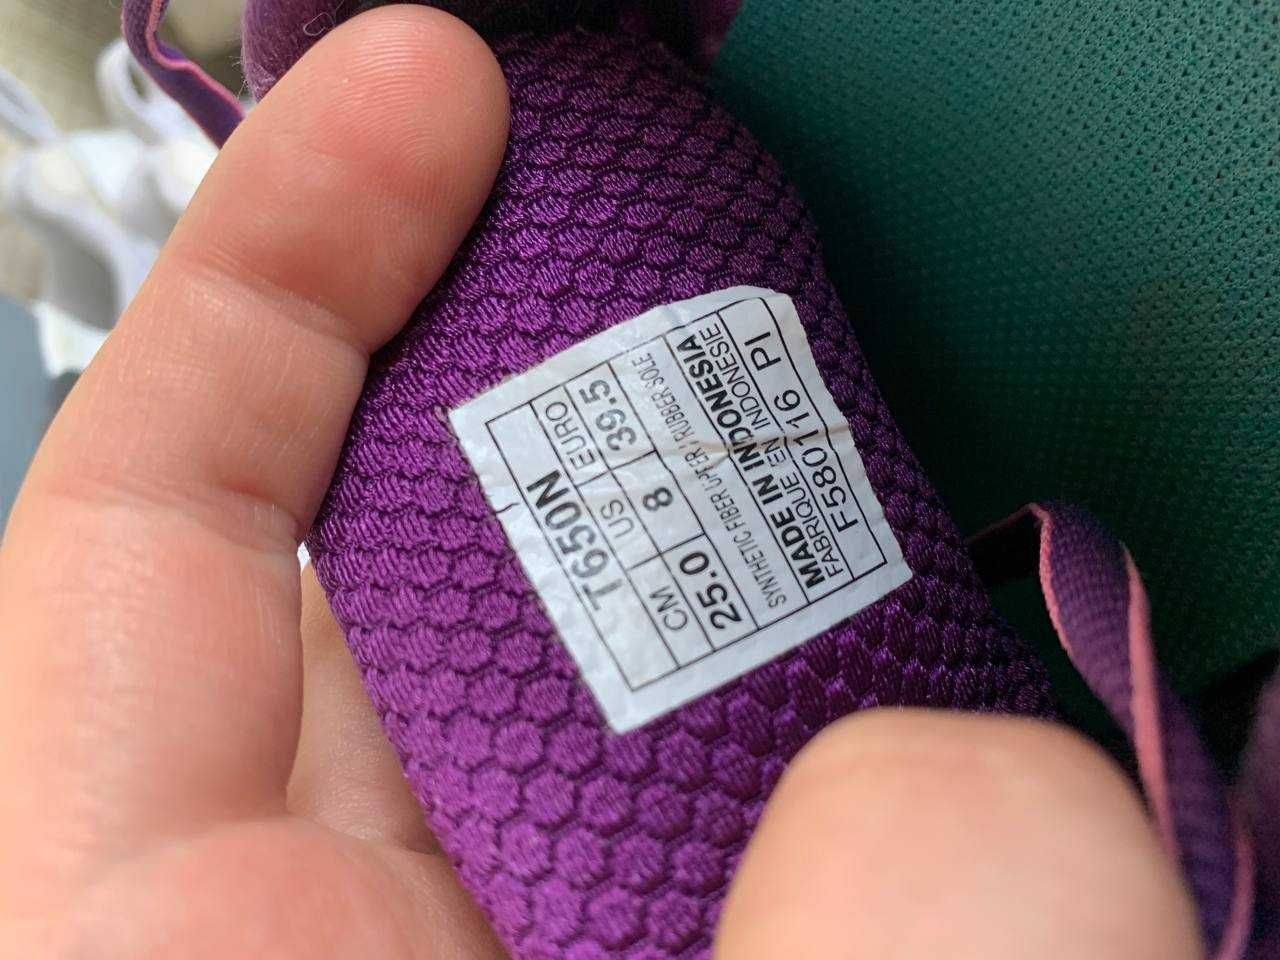 T650N
CM US EURO
25.0 8 39.5
SYNTHETIC FIBER UPPER / RUBBER SOLE
MADE IN INDONESIA
FABRIQUE EN INDONESIE
F580116 PI